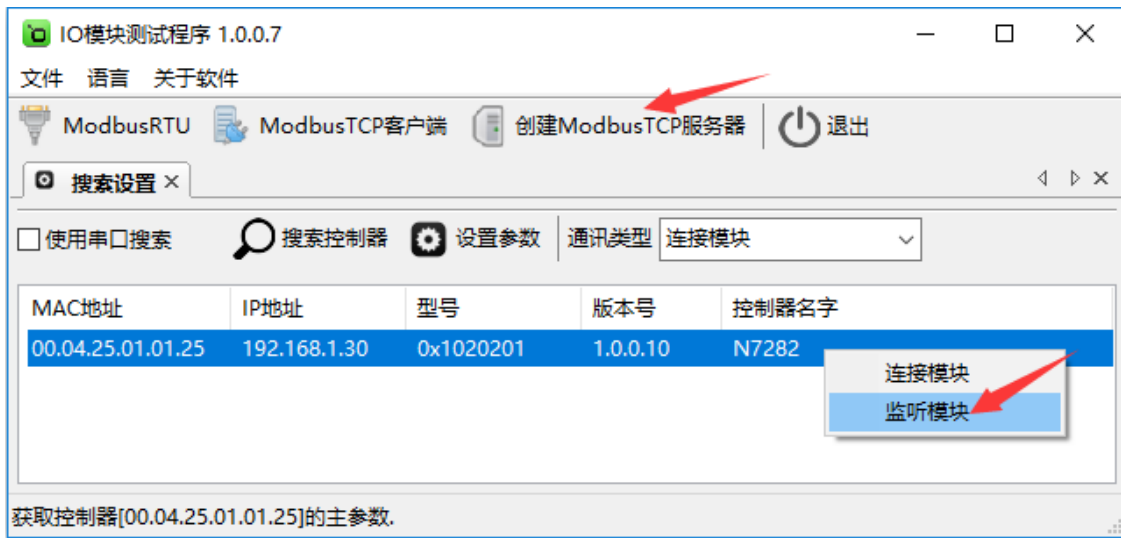 IO模块测试程序 1.0.0.7
文件 语言 关于软件
ModbusRTU ModbusTCP客户端 创建ModbusTCP服务器 退出
搜索设置
使用串口搜索 搜索控制器 设置参数 通讯类型 连接模块
MAC地址 IP地址 型号 版本号 控制器名字
00.04.25.01.01.25 192.168.1.30 0x1020201 1.0.0.10 N7282
连接模块
监听模块
获取控制器[00.04.25.01.01.25]的主参数.